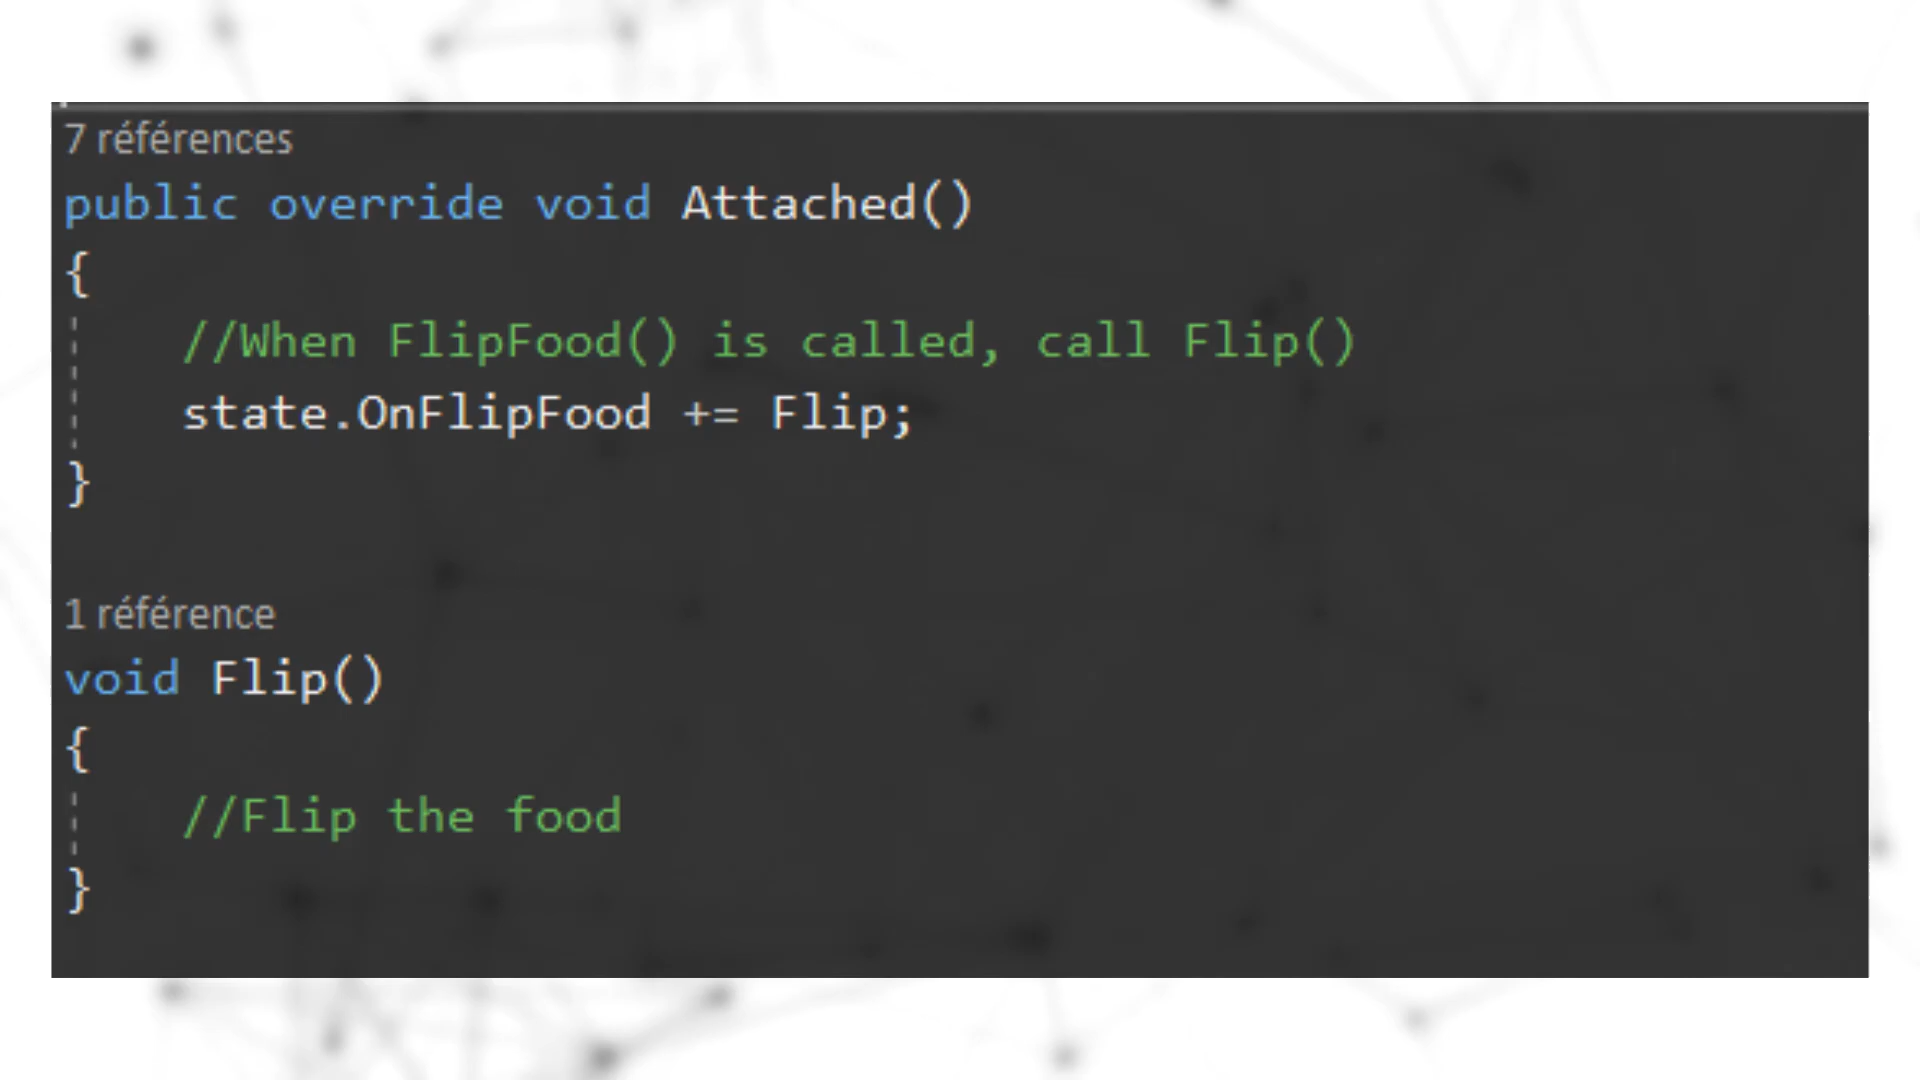 7 références
public override void Attached()
{
//When FlipFood() is called, call Flip()
state.OnFlipFood += Flip;
}
1 référence
void Flip()
{
//Flip the food
}